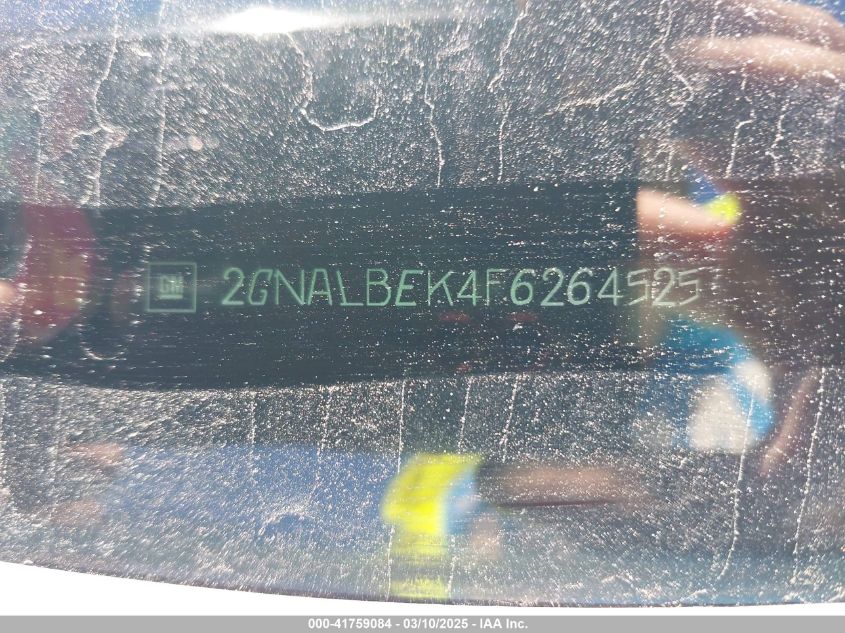 GM 2GNALBEK4F6264525
000-41759084 - 03/10/2025 - IAA Inc.